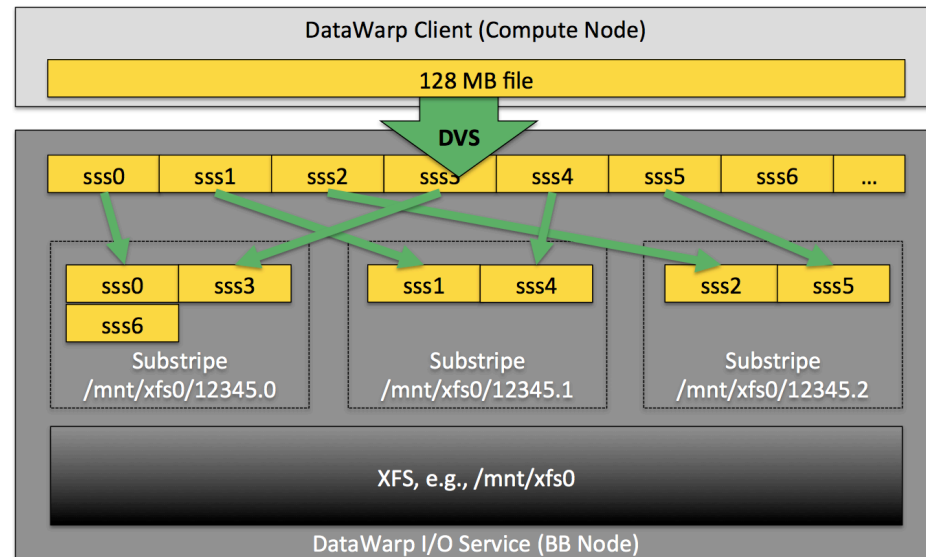 DataWarp Client (Compute Node)
128 MB file
DVS
sss0 sss1 sss2 sss3 sss4 sss5 sss6 ...
sss0 sss3 sss1 sss4 sss2 sss5
sss6
Substripe Substripe Substripe
/mnt/xfs0/12345.0 /mnt/xfs0/12345.1 /mnt/xfs0/12345.2
XFS, e.g., /mnt/xfs0
DataWarp I/O Service (BB Node)